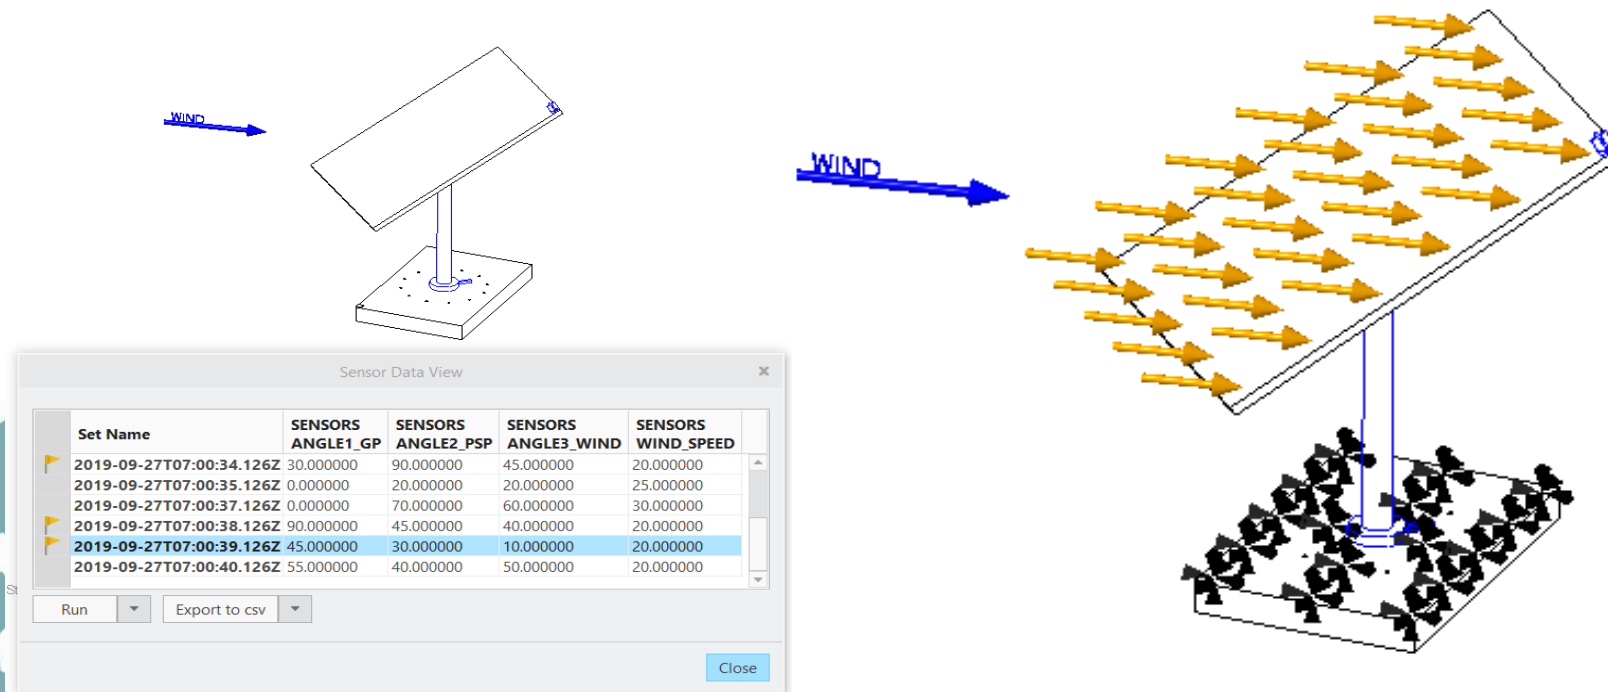 WIND
WIND
Sensor Data View
Set Name SENSORS ANGLE1_GP SENSORS ANGLE2_PSP SENSORS ANGLE3_WIND SENSORS WIND_SPEED
2019-09-27T07:00:34.126Z 30.000000 90.000000 45.000000 20.000000
2019-09-27T07:00:35.126Z 0.000000 20.000000 20.000000 25.000000
2019-09-27T07:00:37.126Z 0.000000 70.000000 60.000000 30.000000
2019-09-27T07:00:38.126Z 90.000000 45.000000 40.000000 20.000000
2019-09-27T07:00:39.126Z 45.000000 30.000000 10.000000 20.000000
2019-09-27T07:00:40.126Z 55.000000 40.000000 50.000000 20.000000
St
Run Export to csv
Close